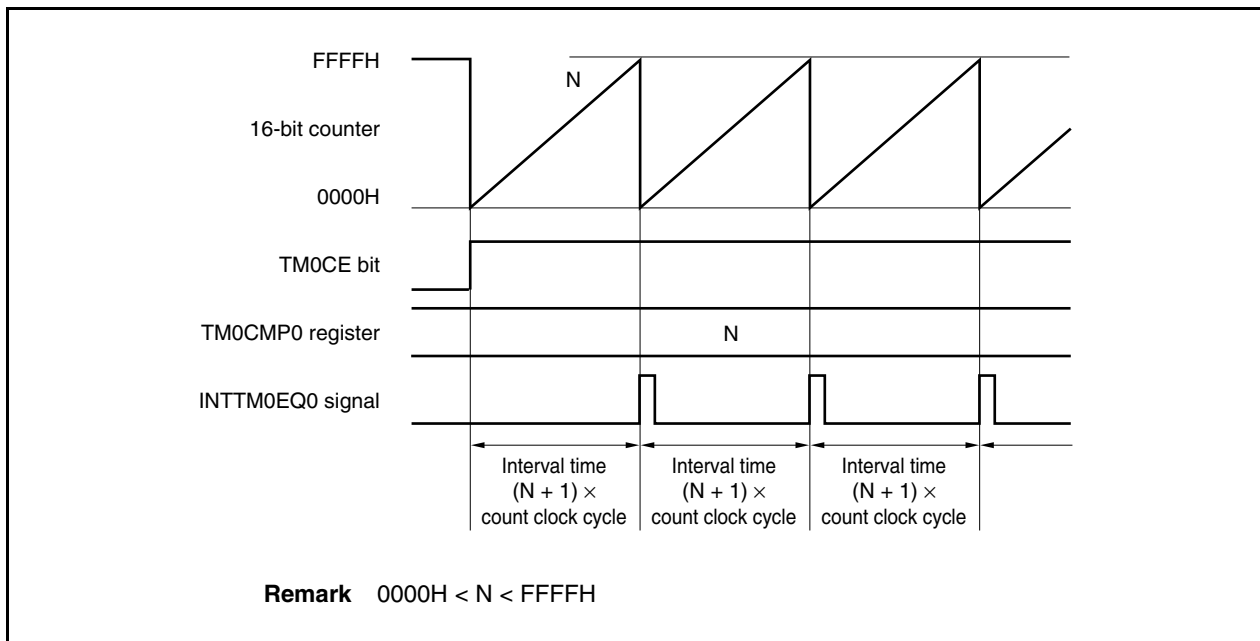 FFFFH
N
16-bit counter
0000H
TM0CE bit
TM0CMP0 register
N
INTTM0EQ0 signal
Interval time
(N + 1) ×
count clock cycle
Interval time
(N + 1) ×
count clock cycle
Interval time
(N + 1) ×
count clock cycle
Remark 0000H < N < FFFFH